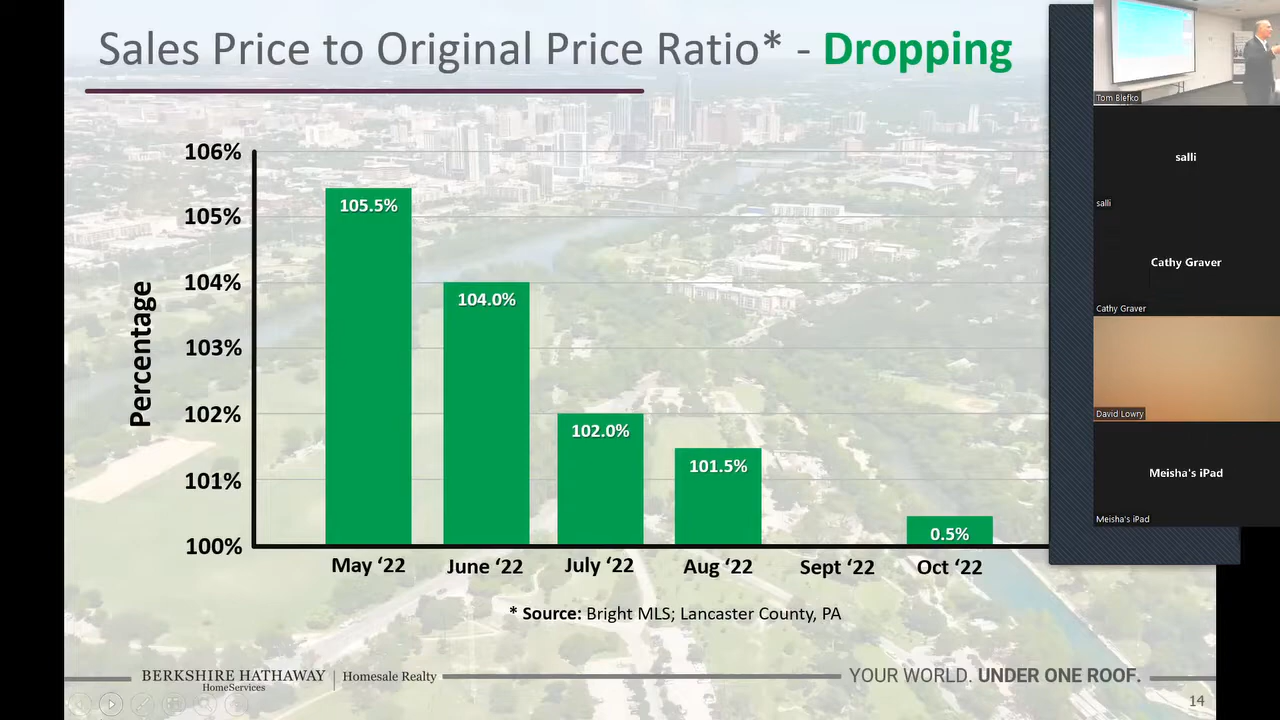 Sales Price to Original Price Ratio* - Dropping
106%
105%
104%
103%
102%
101%
100%
Percentage
105.5%
104.0%
102.0%
101.5%
0.5%
May ‘22
June ‘22
July ‘22
Aug ‘22
Sept ‘22
Oct ‘22
* Source: Bright MLS; Lancaster County, PA
BERKSHIRE HATHAWAY
HomeServices
Homesale Realty
YOUR WORLD. UNDER ONE ROOF.
14
Tom Blefko
salli
salli
Cathy Graver
Cathy Graver
David Lowry
Meisha's iPad
Meisha's iPad